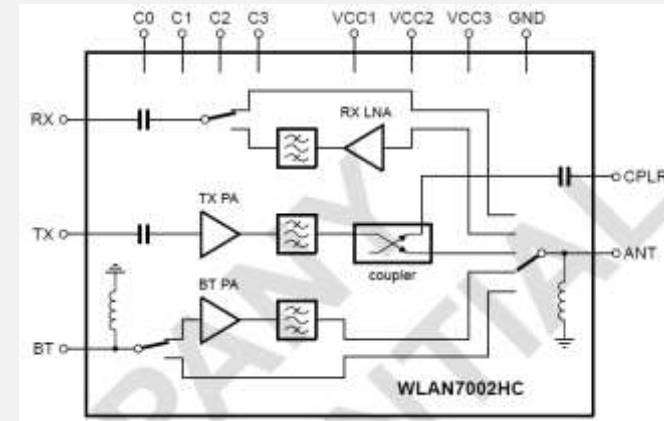 C0 C1 C2 C3 VCC1 VCC2 VCC3 GND
RX
RX LNA
CPLR
TX PA
TX
coupler
ANT
BT PA
BT
WLAN7002HC